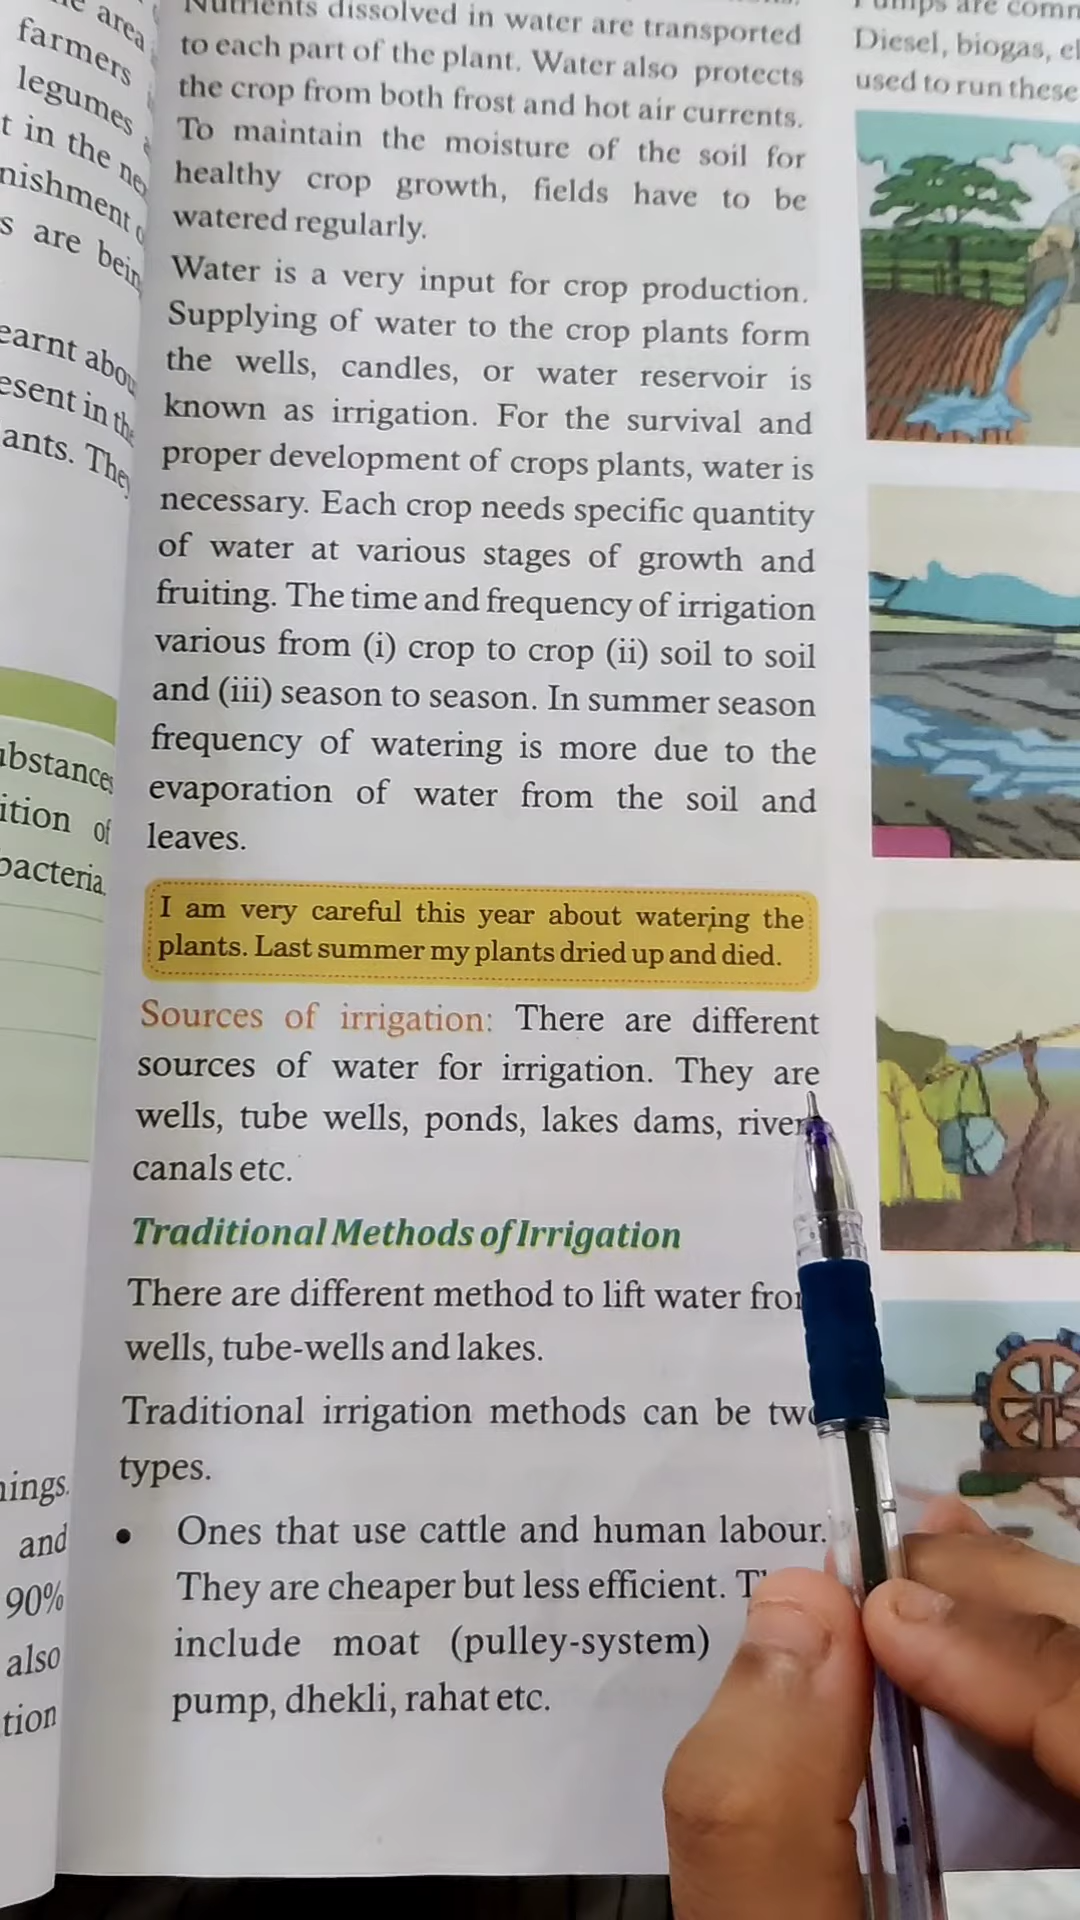 area
farmers
legumes
t in the
nishment
s are bein
earnt abou
esent in the
ants. They
ubstances
ition of
bacteria.
nings.
and
90%
also
tion
Nutrients dissolved in water are transported
to each part of the plant. Water also protects
the crop from both frost and hot air currents.
To maintain the moisture of the soil for
healthy crop growth, fields have to be
watered regularly.
Water is a very input for crop production.
Supplying of water to the crop plants form
the wells, candles, or water reservoir is
known as irrigation. For the survival and
proper development of crops plants, water is
necessary. Each crop needs specific quantity
of water at various stages of growth and
fruiting. The time and frequency of irrigation
various from (i) crop to crop (ii) soil to soil
and (iii) season to season. In summer season
frequency of watering is more due to the
evaporation of water from the soil and
leaves.
I am very careful this year about watering the
plants. Last summer my plants dried up and died.
Sources of irrigation: There are different
sources of water for irrigation. They are
wells, tube wells, ponds, lakes dams, river
canals etc.
Traditional Methods of Irrigation
There are different method to lift water from
wells, tube-wells and lakes.
Traditional irrigation methods can be two
types.
• Ones that use cattle and human labour.
They are cheaper but less efficient.
include moat (pulley-system)
pump, dhekli, rahat etc.
Pumps are comm
Diesel, biogas, el
used to run these